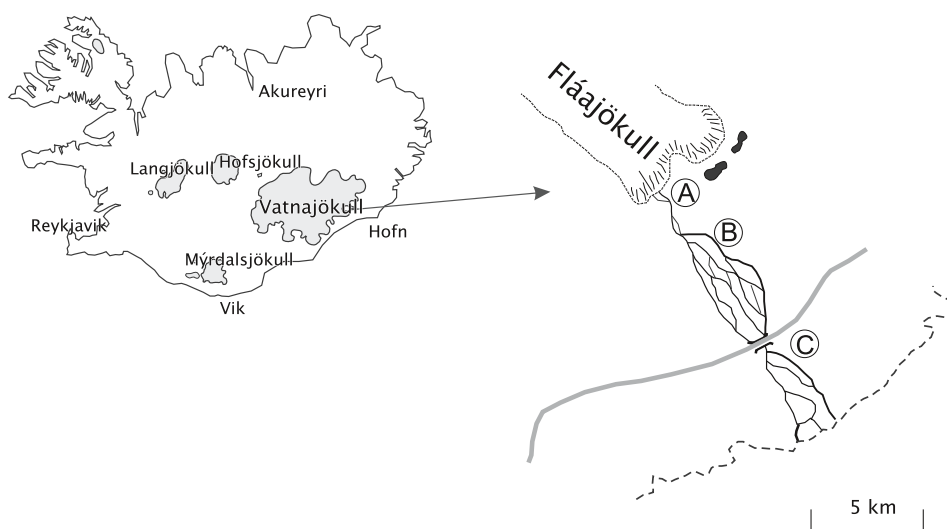 Akureyri
Langjökull
Hofsjökull
Vatnajökull
Reykjavik
Hofn
Mýrdalsjökull
Vik
Fláajökull
A
B
C
5 km